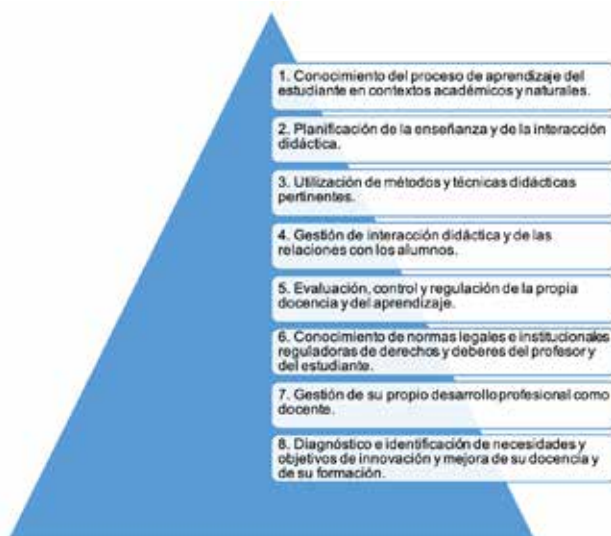 1. Conocimiento del proceso de aprendizaje del
estudiante en contextos académicos y naturales.
2. Planificación de la enseñanza y de la interacción
didáctica.
3. Utilización de métodos y técnicas didácticas
pertinentes.
4. Gestión de interacción didáctica y de las
relaciones con los alumnos.
5. Evaluación, control y regulación de la propia
docencia y del aprendizaje.
6. Conocimiento de normas legales e institucionales
reguladoras de derechos y deberes del profesor y
del estudiante.
7. Gestión de su propio desarrollo profesional como
docente.
8. Diagnóstico e identificación de necesidades y
objetivos de innovación y mejora de su docencia y
de su formación.